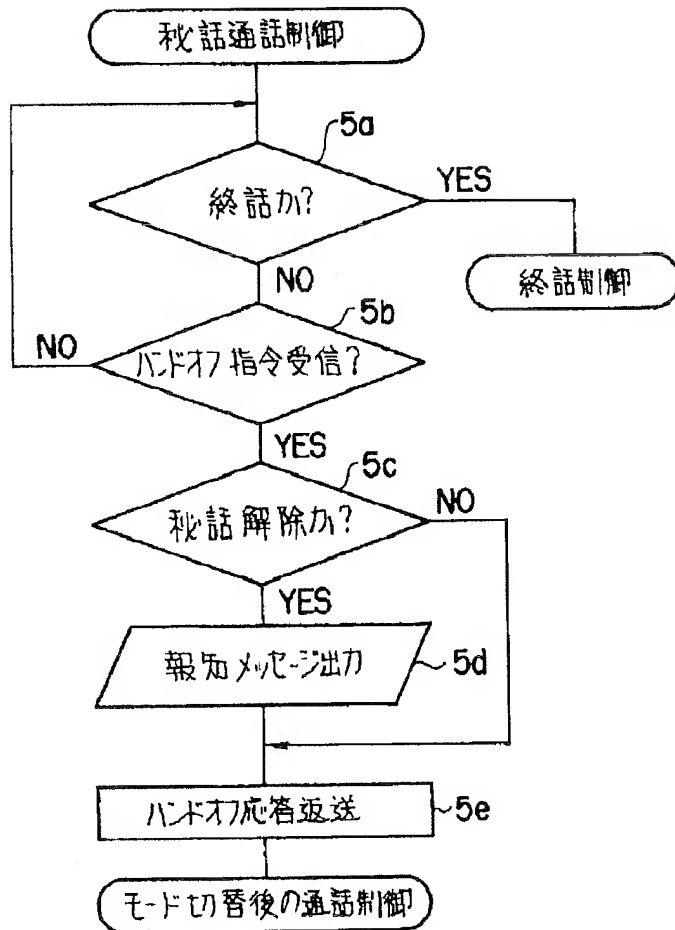 秘話通話制御
5a
終話か?
YES
終話制御
NO
5b
NO
ハンドオフ指令受信?
YES
5c
秘話解除か?
NO
YES
報知メッセージ出力
5d
ハンドオフ応答返送
5e
モード切替後の通話制御